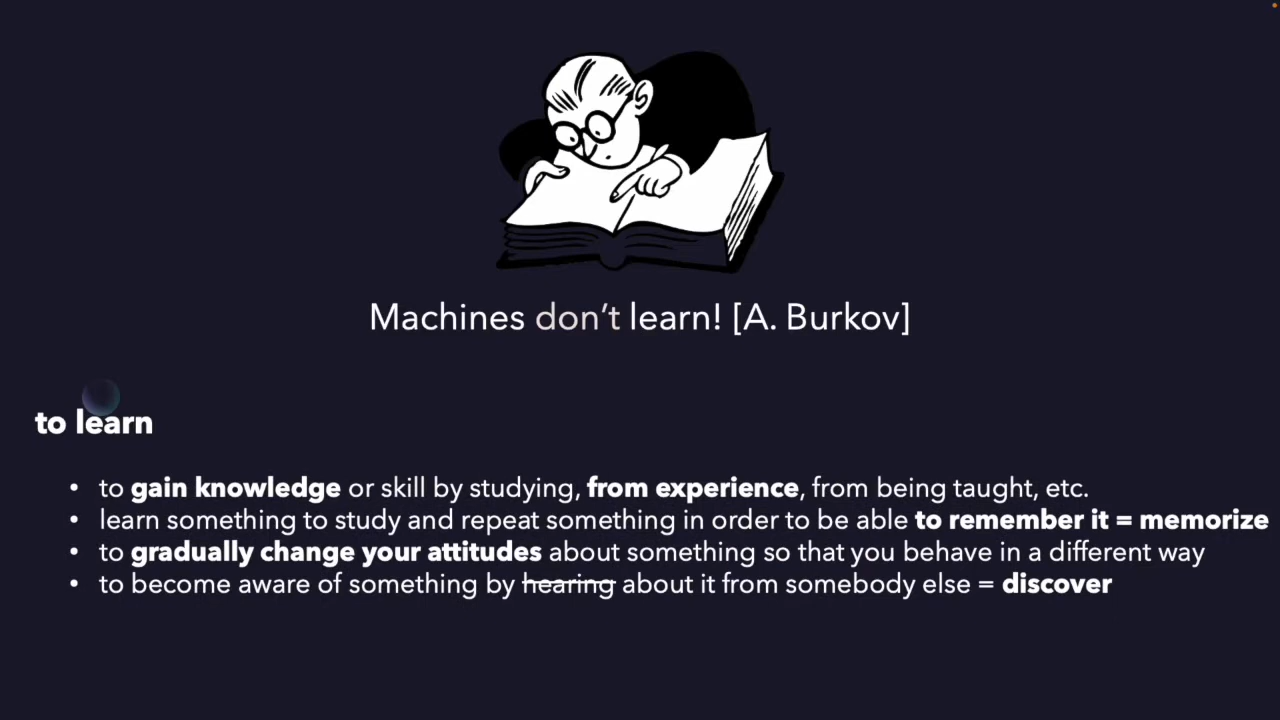 Machines don't learn! [A. Burkov]
to learn
• to gain knowledge or skill by studying, from experience, from being taught, etc.
• learn something to study and repeat something in order to be able to remember it = memorize
• to gradually change your attitudes about something so that you behave in a different way
• to become aware of something by hearing about it from somebody else = discover